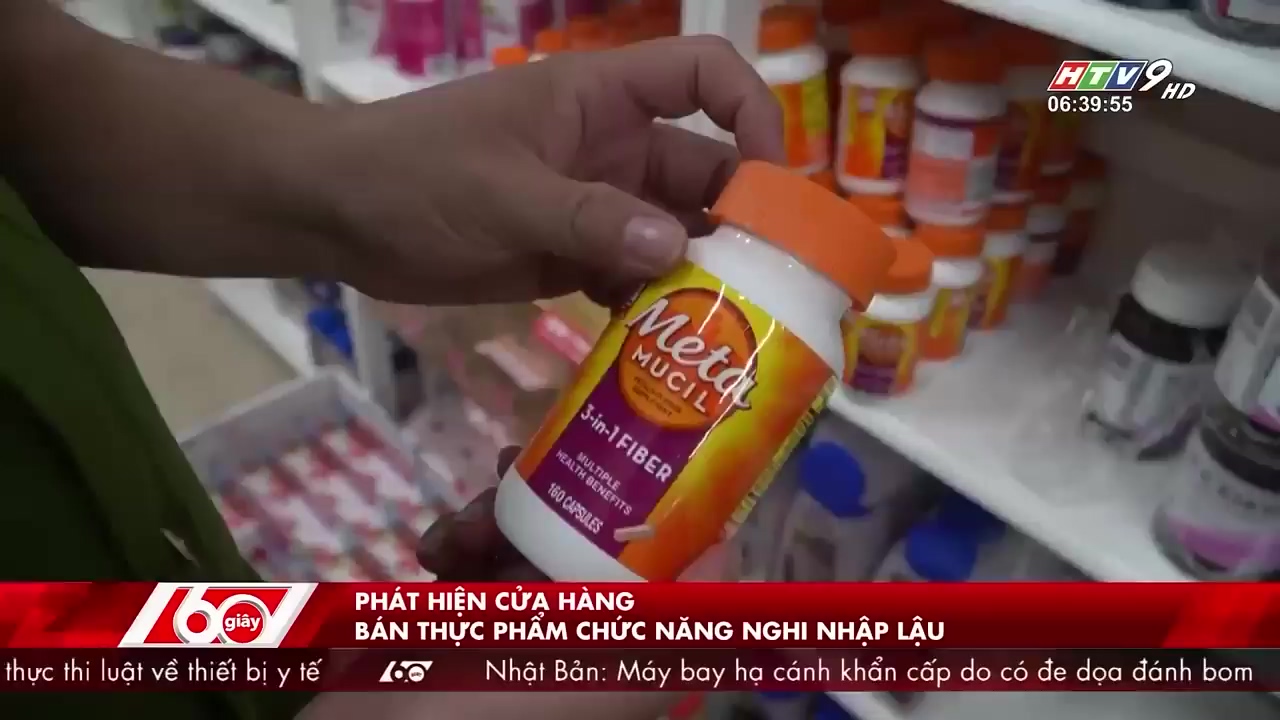 HTV9 HD
06:39:55
Meta
MUCIL
3-in-1 FIBER
MULTIPLE
HEALTH BENEFITS
160 CAPSULES
60 giây
PHÁT HIỆN CỬA HÀNG
BÁN THỰC PHẨM CHỨC NĂNG NGHI NHẬP LẬU
thực thi luật về thiết bị y tế
60 giây
Nhật Bản: Máy bay hạ cánh khẩn cấp do có đe dọa đánh bom